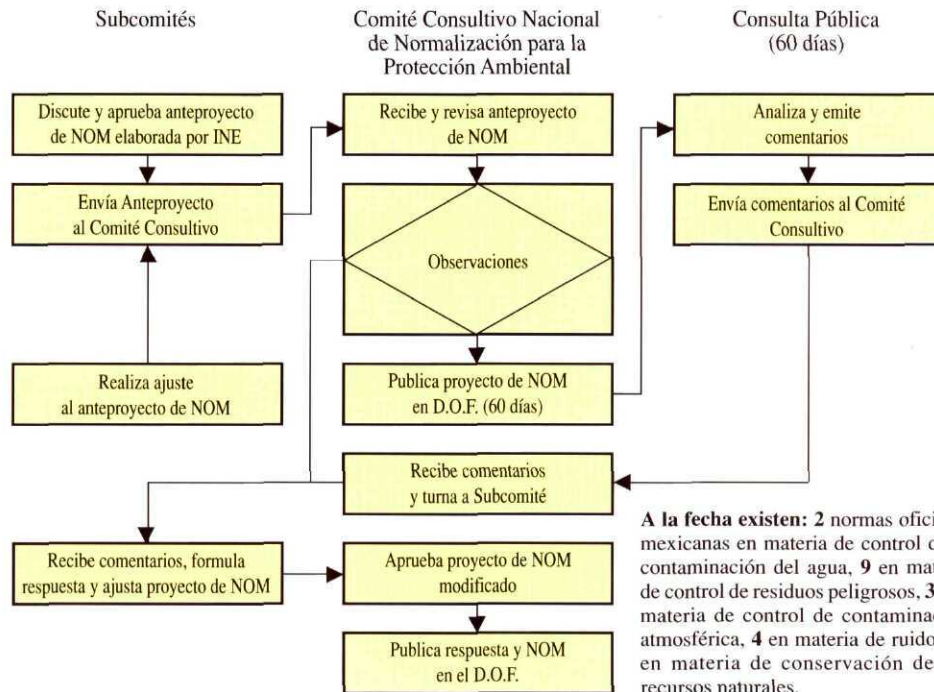 Subcomités
Comité Consultivo Nacional
de Normalización para la
Protección Ambiental
Consulta Pública
(60 días)
Discute y aprueba anteproyecto
de NOM elaborada por INE
Recibe y revisa anteproyecto
de NOM
Analiza y emite
comentarios
Envía Anteproyecto
al Comité Consultivo
Observaciones
Envía comentarios al Comité
Consultivo
Realiza ajuste
al anteproyecto de NOM
Publica proyecto de NOM
en D.O.F. (60 días)
Recibe comentarios
y turna a Subcomité
Recibe comentarios, formula
respuesta y ajusta proyecto de NOM
Aprueba proyecto de NOM
modificado
Publica respuesta y NOM
en el D.O.F.
A la fecha existen: 2 normas
mexicanas en materia de control
contaminación del agua, 9 en
de control de residuos peligrosos,
materia de control de
atmosférica, 4 en materia de ruido
en materia de conservación
recursos naturales.